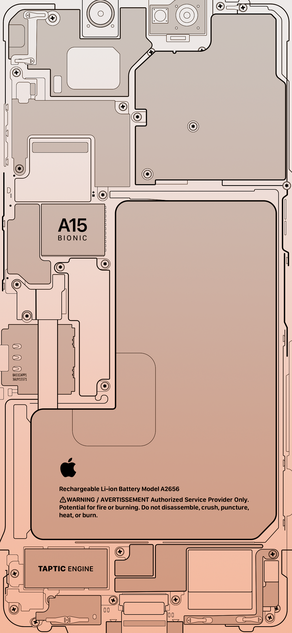 A15
BIONIC
Rechargeable Li-ion Battery Model A2656
WARNING / AVERTISSEMENT Authorized Service Provider Only.
Potential for fire or burning. Do not disassemble, crush, puncture,
heat, or burn.
TAPTIC ENGINE